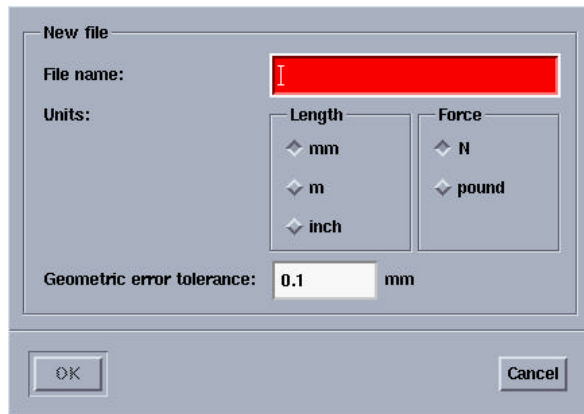 New file
File name:
Units:
Length
Force
mm
N
m
pound
inch
Geometric error tolerance: 0.1 mm
OK
Cancel